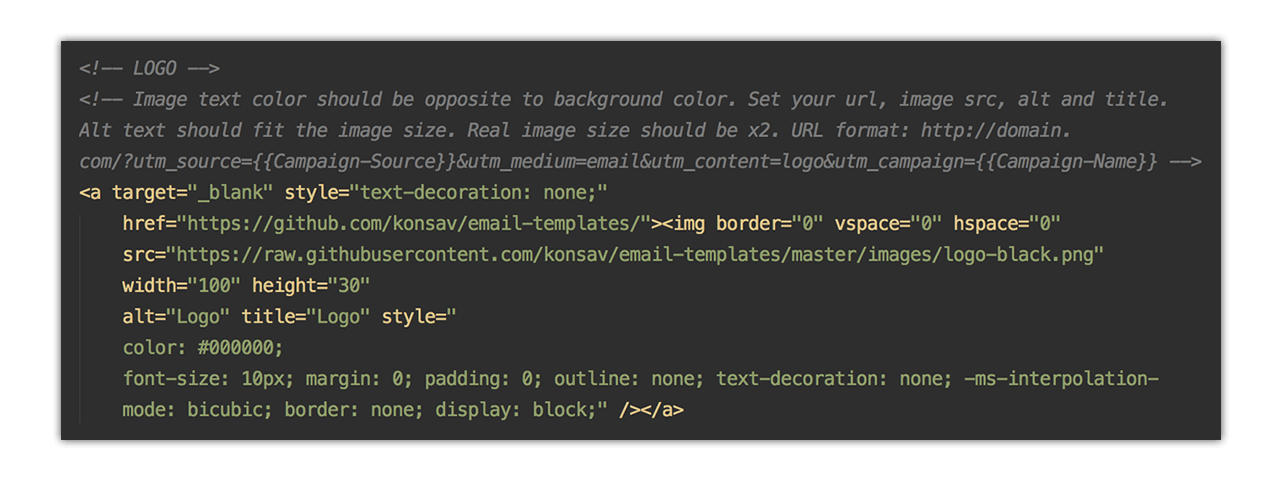 <!-- LOGO -->
<!-- Image text color should be opposite to background color. Set your url, image src, alt and title.
Alt text should fit the image size. Real image size should be x2. URL format: http://domain.
com/?utm_source={{Campaign-Source}}&utm_medium=email&utm_content=logo&utm_campaign={{Campaign-Name}} -->
<a target="_blank" style="text-decoration: none;"
href="https://github.com/konsav/email-templates/"><img border="0" vspace="0" hspace="0"
src="https://raw.githubusercontent.com/konsav/email-templates/master/images/logo-black.png"
width="100" height="30"
alt="Logo" title="Logo" style="
color: #000000;
font-size: 10px; margin: 0; padding: 0; outline: none; text-decoration: none; -ms-interpolation-
mode: bicubic; border: none; display: block;" /></a>